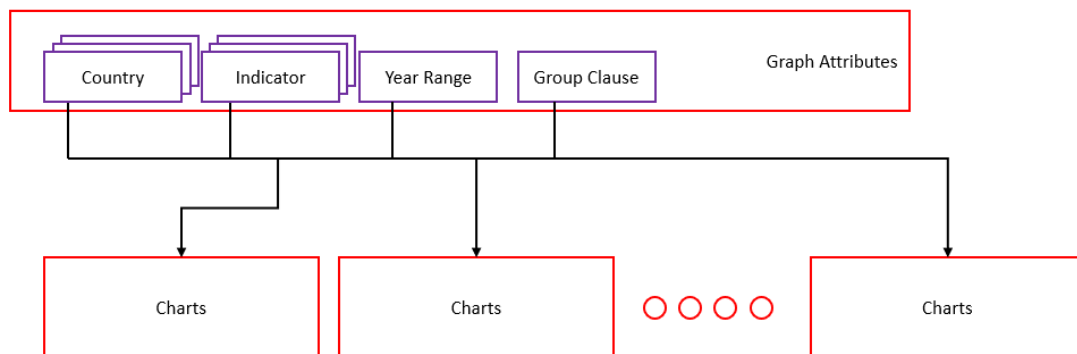 Graph Attributes
Country
Indicator
Year Range
Group Clause
Charts
Charts
Charts